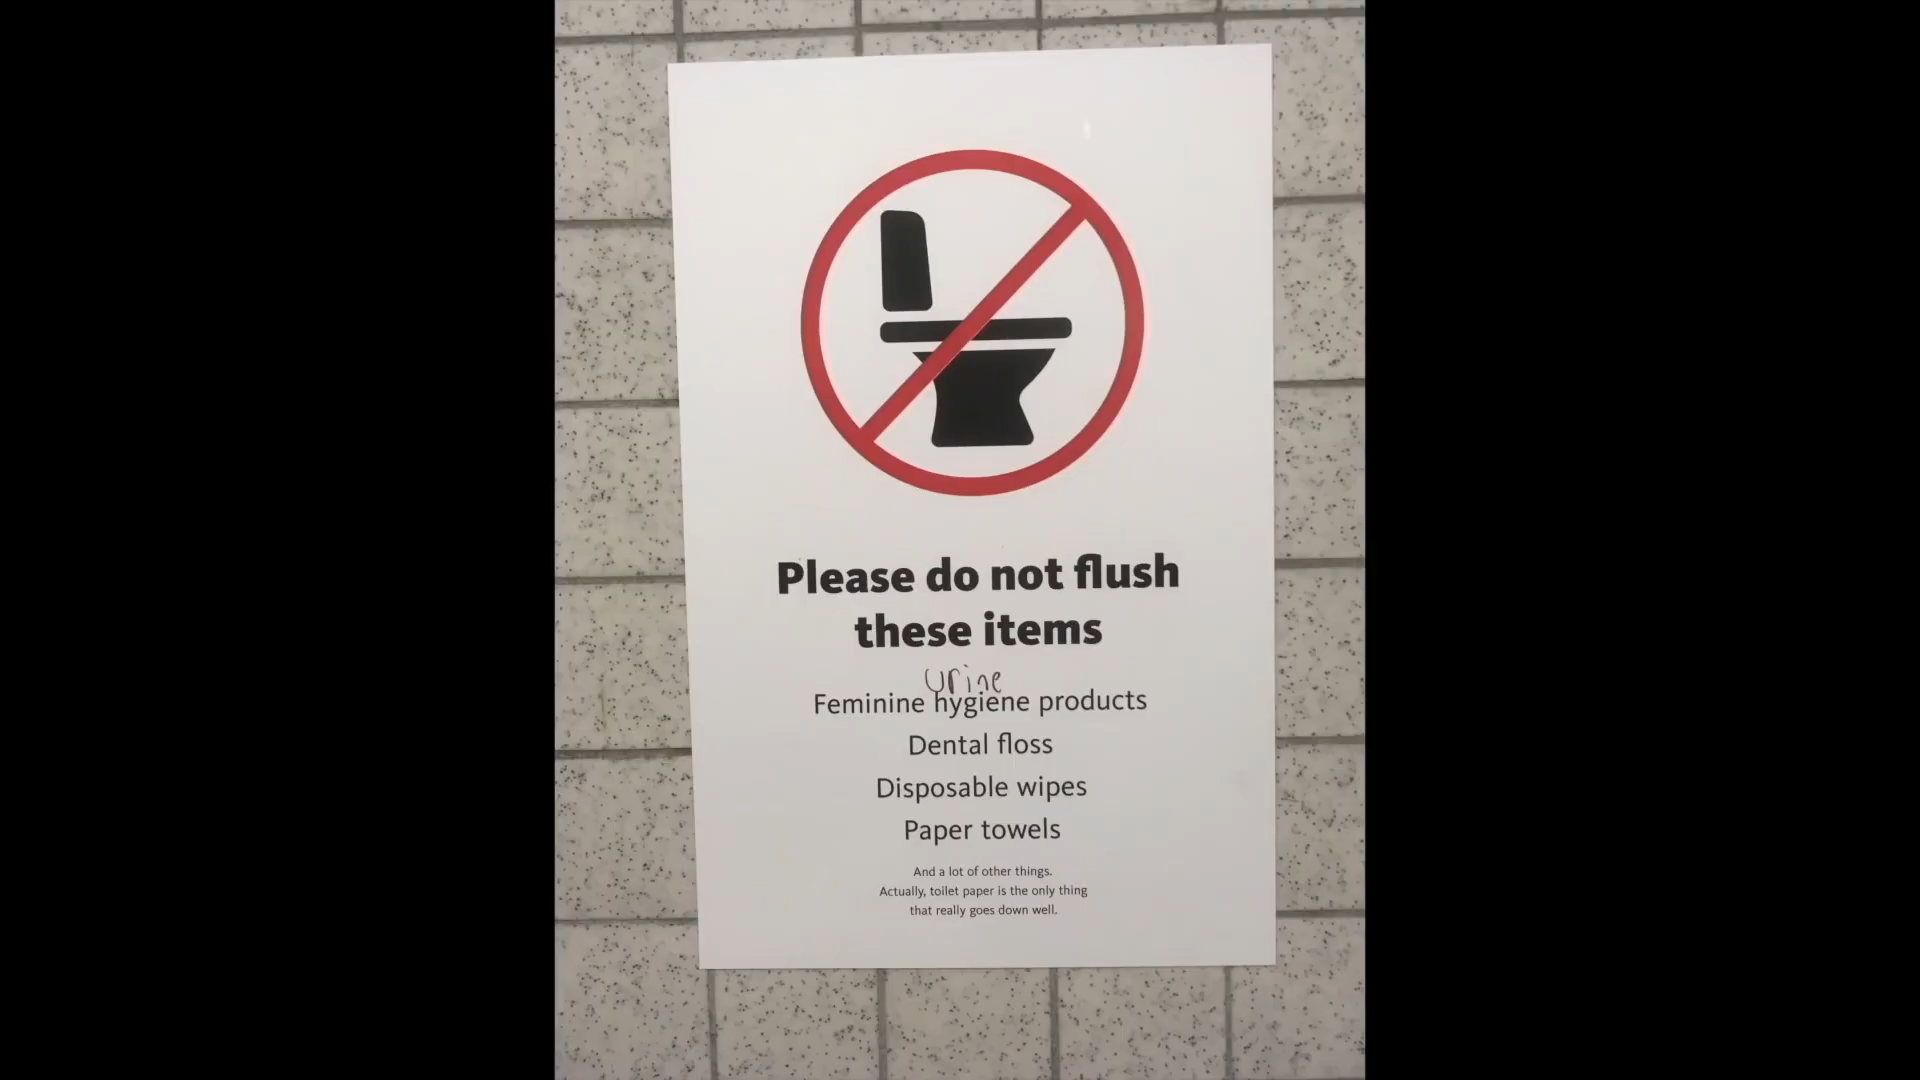 Please do not flush
these items
urine
Feminine hygiene products
Dental floss
Disposable wipes
Paper towels
And a lot of other things.
Actually, toilet paper is the only thing
that really goes down well.